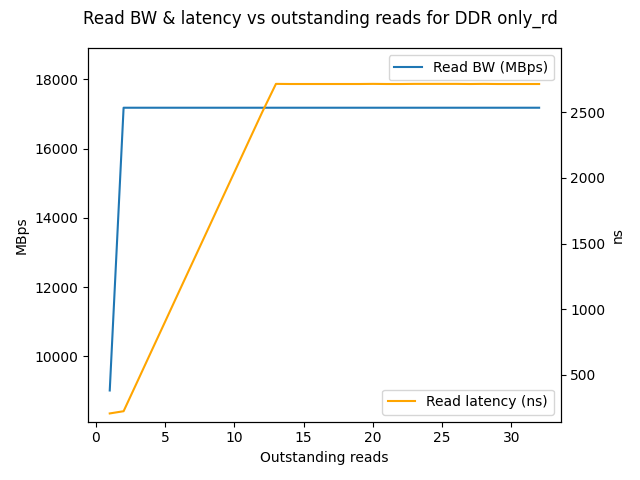 Read BW & latency vs outstanding reads for DDR only_rd
Read BW (MBps)
Read latency (ns)
MBps
18000
16000
14000
12000
10000
2500
2000
1500
1000
500
ns
0 5 10 15 20 25 30
Outstanding reads